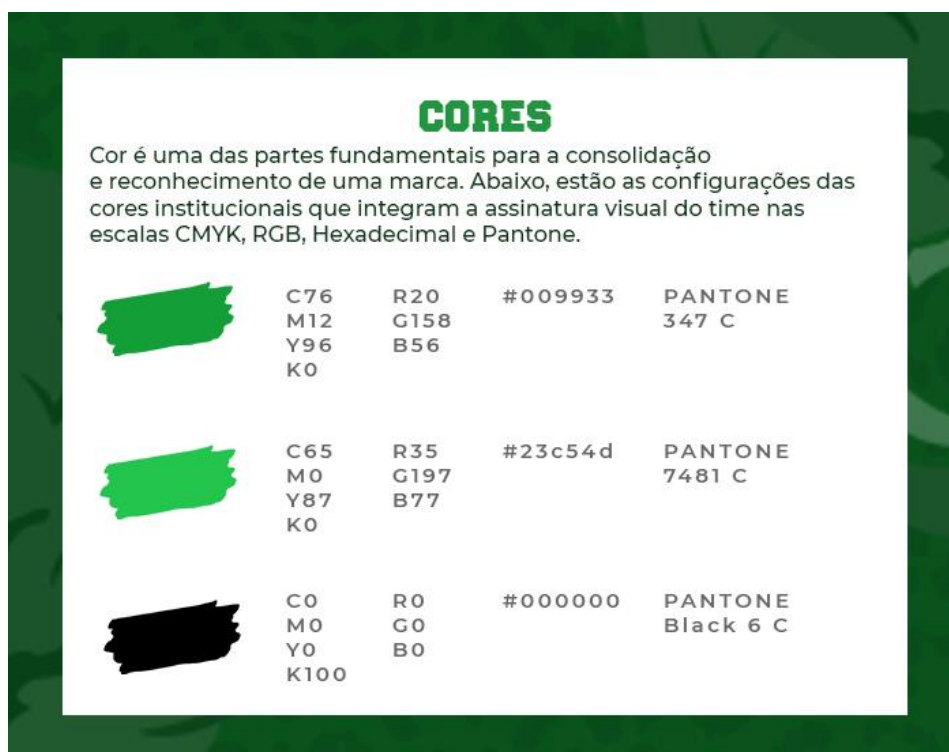 CORES
Cor é uma das partes fundamentais para a consolidação
e reconhecimento de uma marca. Abaixo, estão as configurações das
cores institucionais que integram a assinatura visual do time nas
escalas CMYK, RGB, Hexadecimal e Pantone.
C76 R20 #009933 PANTONE
M12 G158 347 C
Y96 B56
K0
C65 R35 #23c54d PANTONE
M0 G197 7481 C
Y87 B77
K0
C0 R0 #000000 PANTONE
M0 G0 Black 6 C
Y0 B0
K100